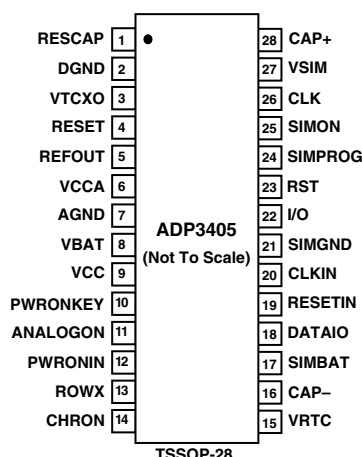 RESCAP 1 28 CAP+
DGND 2 27 VSIM
VTCXO 3 26 CLK
RESET 4 25 SIMON
REFOUT 5 24 SIMPROG
VCCA 6 23 RST
AGND 7 22 I/O
ADP3405
VBAT 8 21 SIMGND
(Not To Scale)
VCC 9 20 CLKIN
PWRONKEY 10 19 RESETIN
ANALOGON 11 18 DATAIO
PWRONIN 12 17 SIMBAT
ROWX 13 16 CAP–
CHRON 14 15 VRTC
TSSOP-28